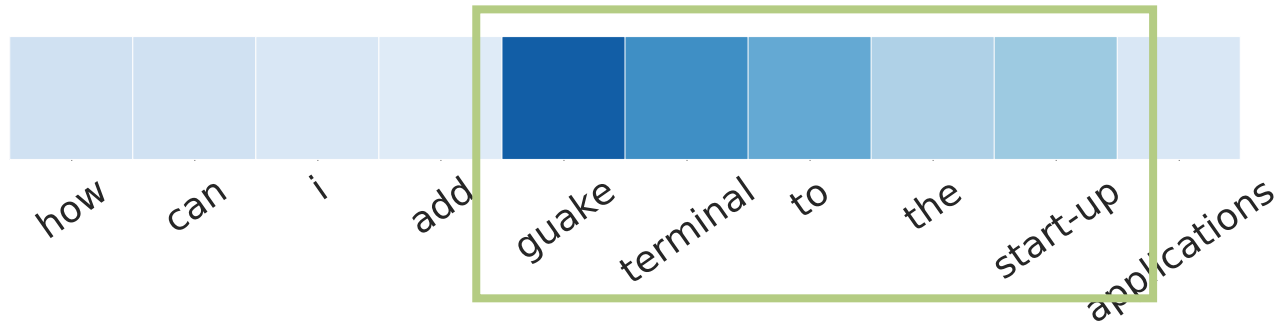 how can i add guake terminal to the start-up applications